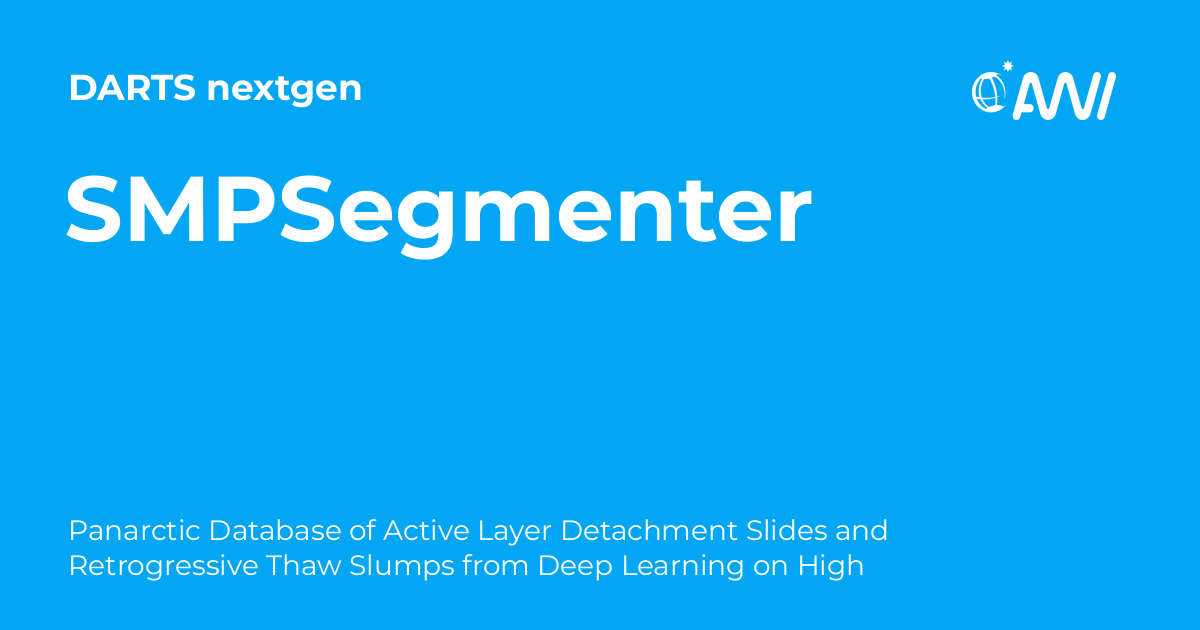 DARTS nextgen
AWI
SMPSegmenter
Panarctic Database of Active Layer Detachment Slides and
Retrogressive Thaw Slumps from Deep Learning on High